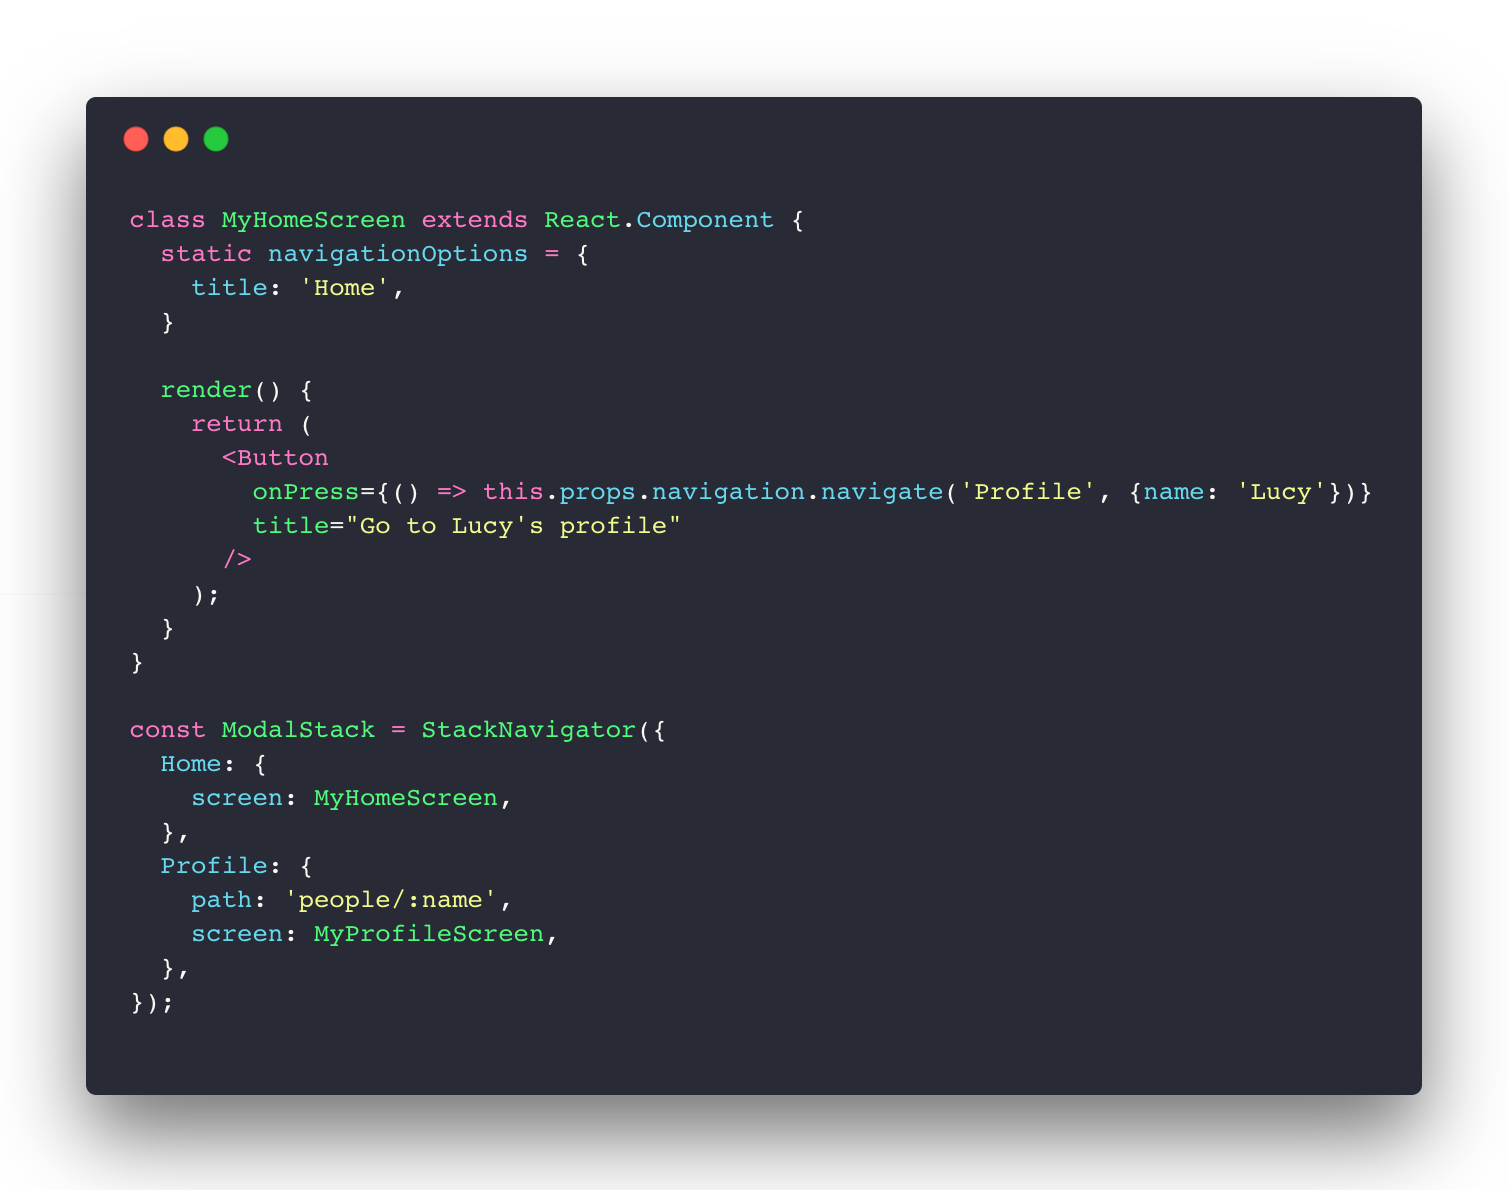 class MyHomeScreen extends React.Component {
  static navigationOptions = {
    title: 'Home',
  }

  render() {
    return (
      <Button
        onPress={() => this.props.navigation.navigate('Profile', {name: 'Lucy'})}
        title="Go to Lucy's profile"
      />
    );
  }
}

const ModalStack = StackNavigator({
  Home: {
    screen: MyHomeScreen,
  },
  Profile: {
    path: 'people/:name',
    screen: MyProfileScreen,
  },
});